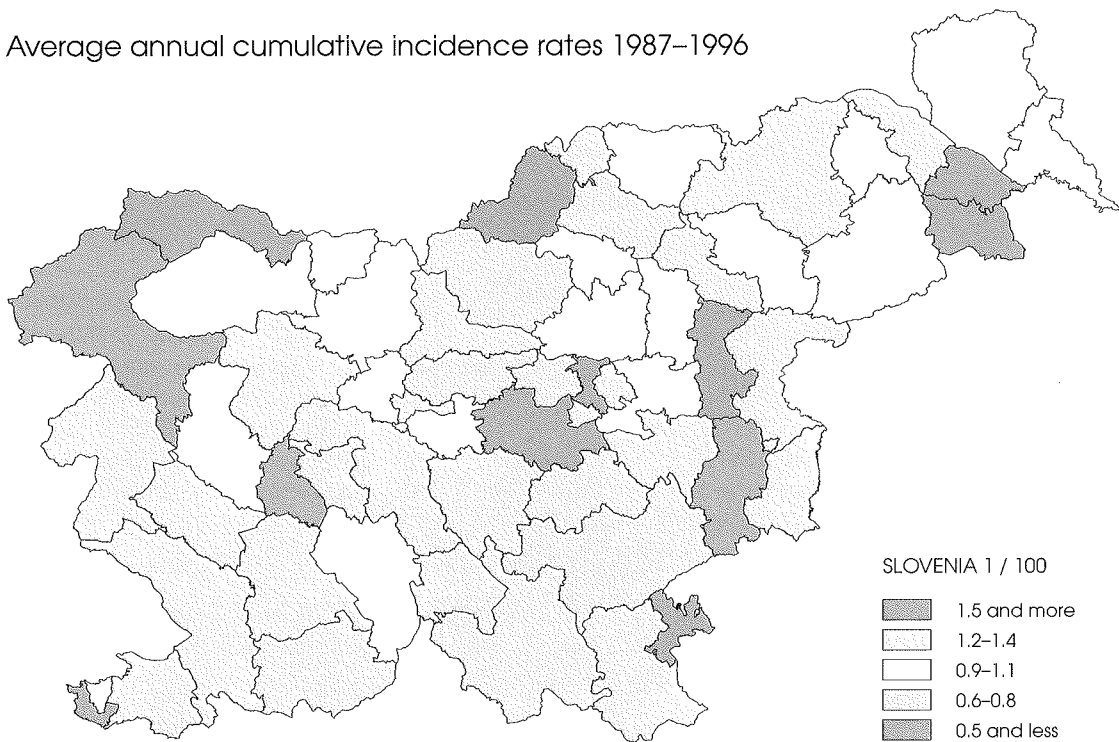 Average annual cumulative incidence rates 1987–1996
SLOVENIA 1 / 100
1.5 and more
1.2–1.4
0.9–1.1
0.6–0.8
0.5 and less